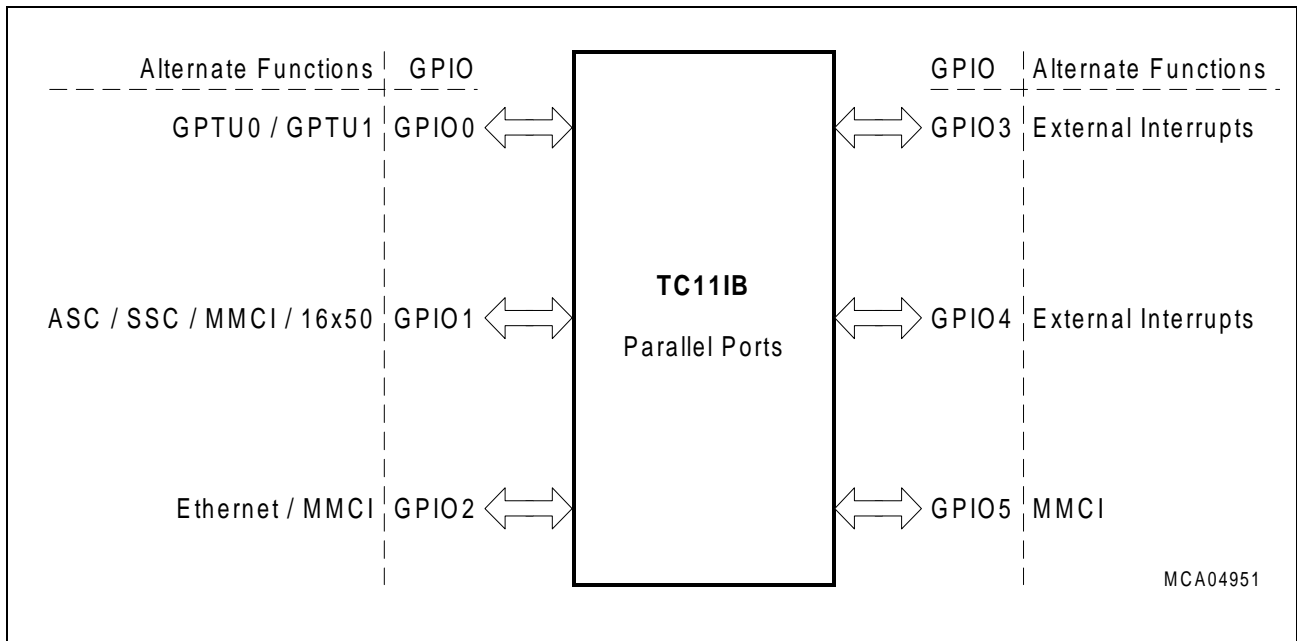 Alternate Functions GPIO
GPTU0 / GPTU1 GPIO0
ASC / SSC / MMCI / 16x50 GPIO1
Ethernet / MMCI GPIO2
TC11IB
Parallel Ports
GPIO Alternate Functions
GPIO3 External Interrupts
GPIO4 External Interrupts
GPIO5 MMCI
MCA04951